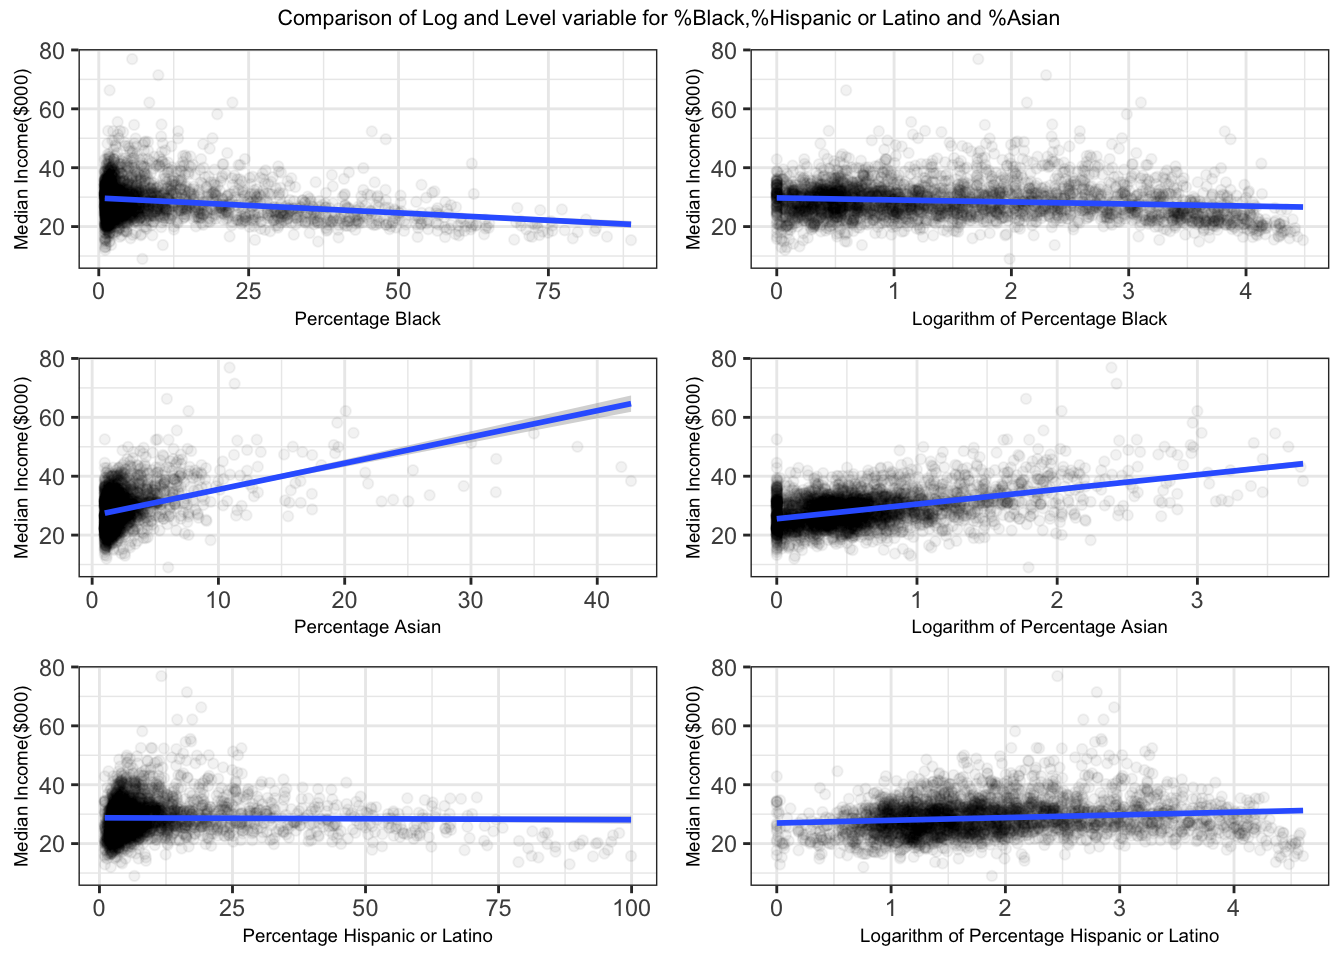 Comparison of Log and Level variable for %Black,%Hispanic or Latino and %Asian
Median Income($000)
80
60
40
20
0 25 50 75
Percentage Black
Median Income($000)
80
60
40
20
0 1 2 3 4
Logarithm of Percentage Black
Median Income($000)
80
60
40
20
0 10 20 30 40
Percentage Asian
Median Income($000)
80
60
40
20
0 1 2 3
Logarithm of Percentage Asian
Median Income($000)
80
60
40
20
0 25 50 75 100
Percentage Hispanic or Latino
Median Income($000)
80
60
40
20
0 1 2 3 4
Logarithm of Percentage Hispanic or Latino